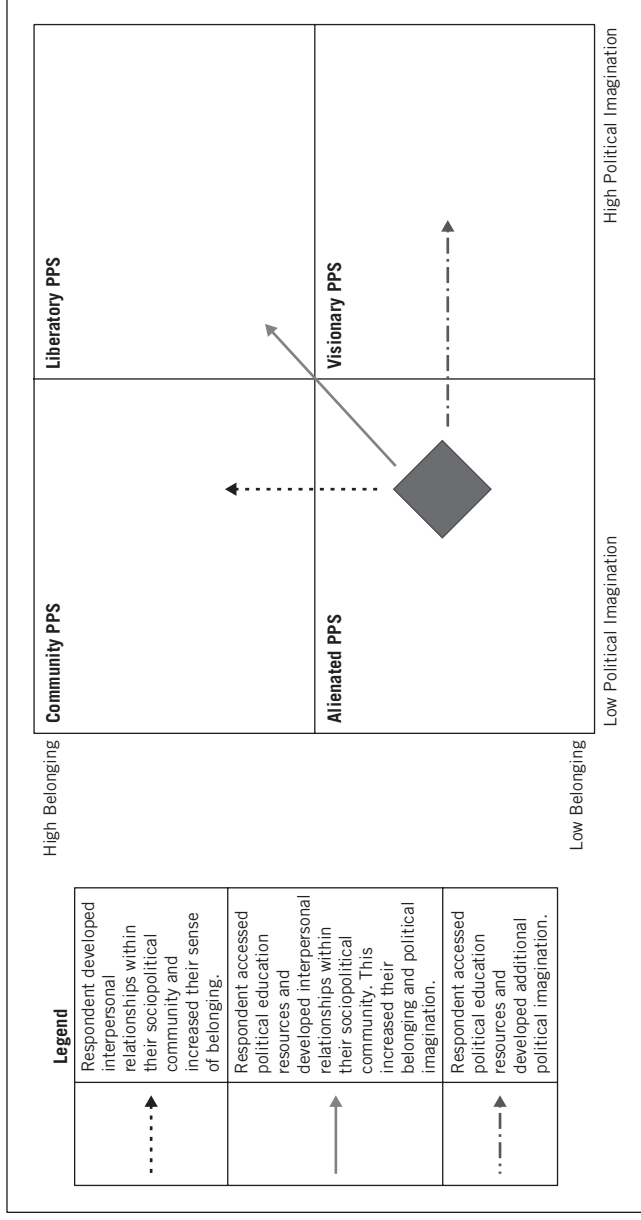 Legend
Respondent developed
interpersonal
relationships within
their sociopolitical
community and
increased their sense
of belonging.
Respondent accessed
political education
resources and
developed interpersonal
relationships within
their sociopolitical
community. This
increased their
belonging and political
imagination.
Respondent accessed
political education
resources and
developed additional
political imagination.
High Belonging
Low Belonging
Community PPS
Liberatory PPS
Alienated PPS
Visionary PPS
Low Political Imagination
High Political Imagination